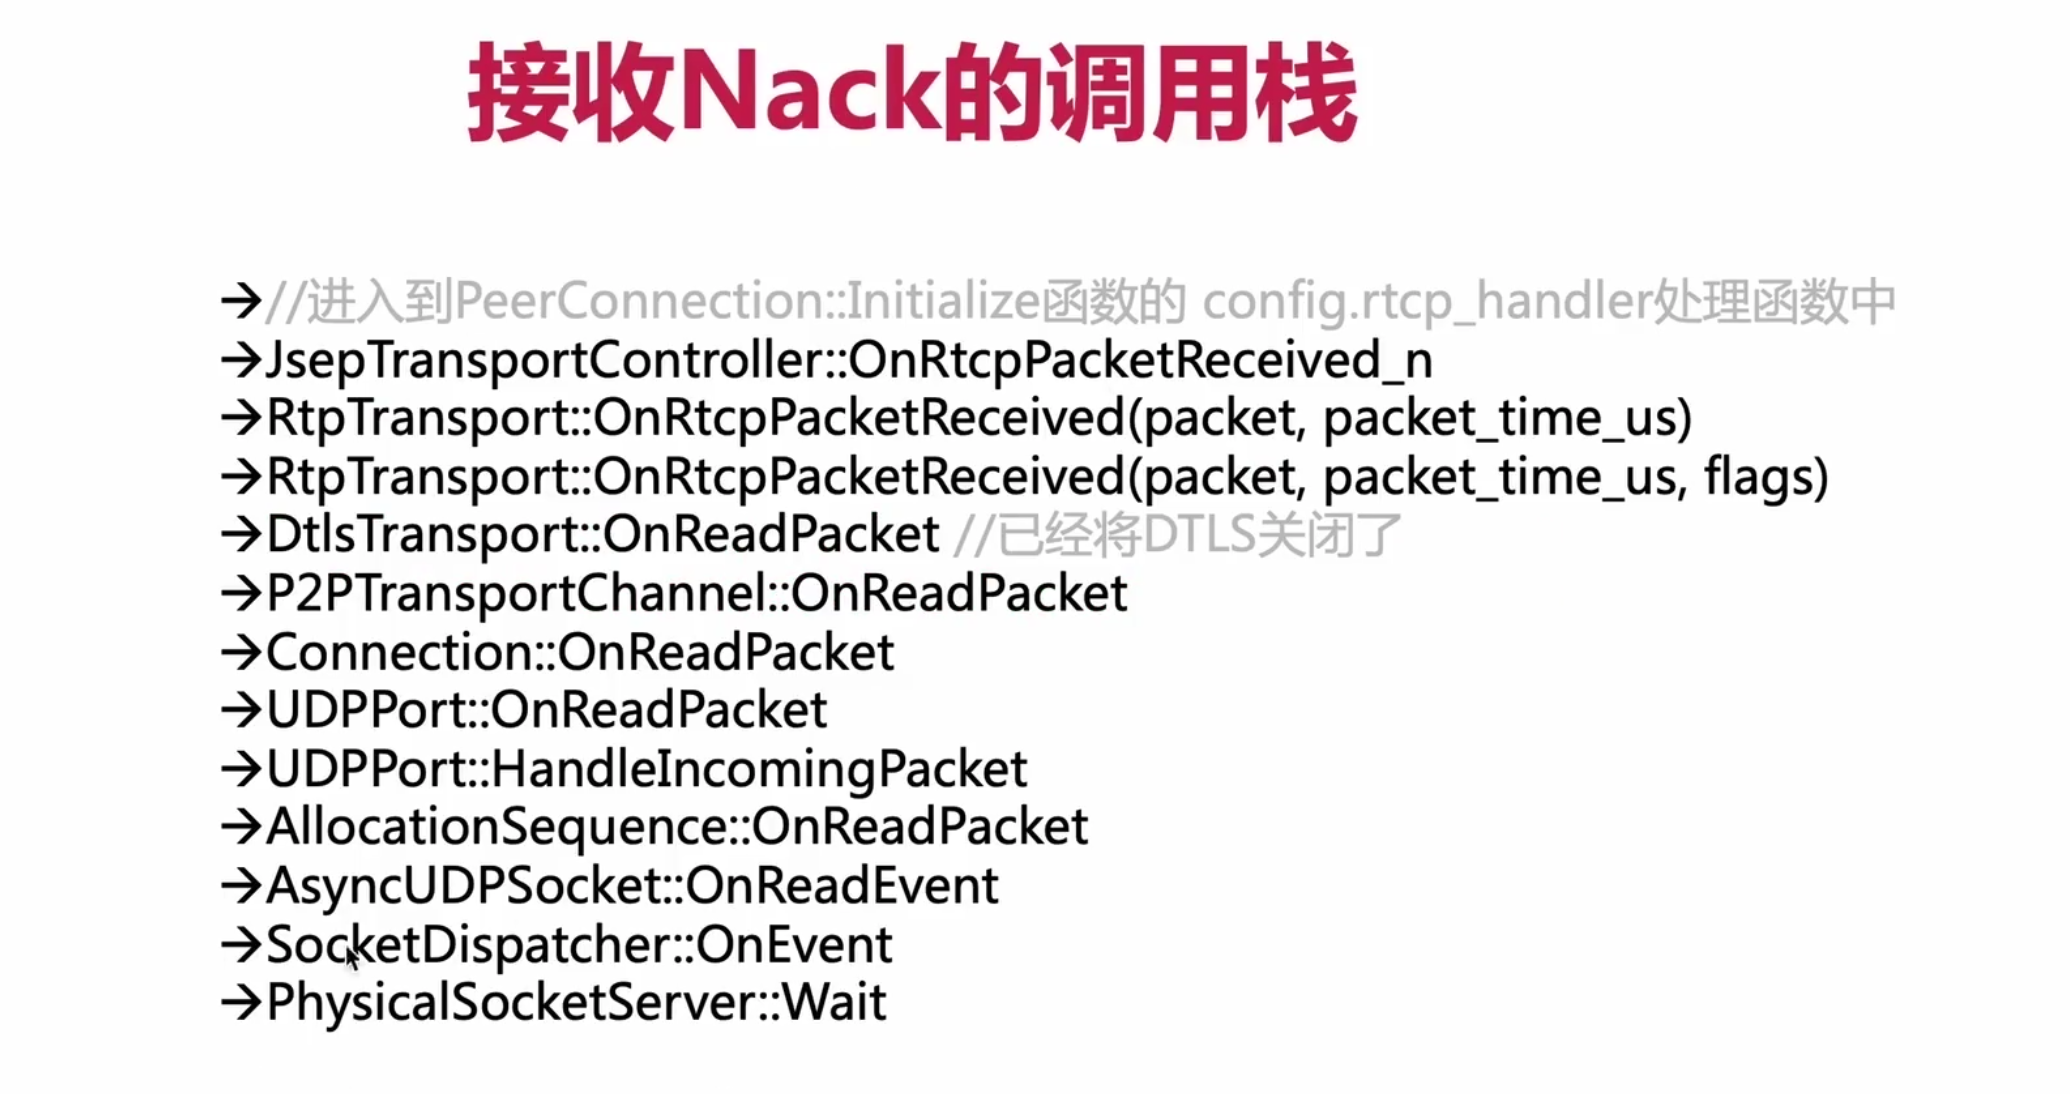 接收Nack的调用栈
→//进入到PeerConnection::Initialize函数的 config.rtcp_handler处理函数中
→JsepTransportController::OnRtcpPacketReceived_n
→RtpTransport::OnRtcpPacketReceived(packet, packet_time_us)
→RtpTransport::OnRtcpPacketReceived(packet, packet_time_us, flags)
→DtlsTransport::OnReadPacket //已经将DTLS关闭了
→P2PTransportChannel::OnReadPacket
→Connection::OnReadPacket
→UDPPort::OnReadPacket
→UDPPort::HandleIncomingPacket
→AllocationSequence::OnReadPacket
→AsyncUDPSocket::OnReadEvent
→SocketDispatcher::OnEvent
→PhysicalSocketServer::Wait